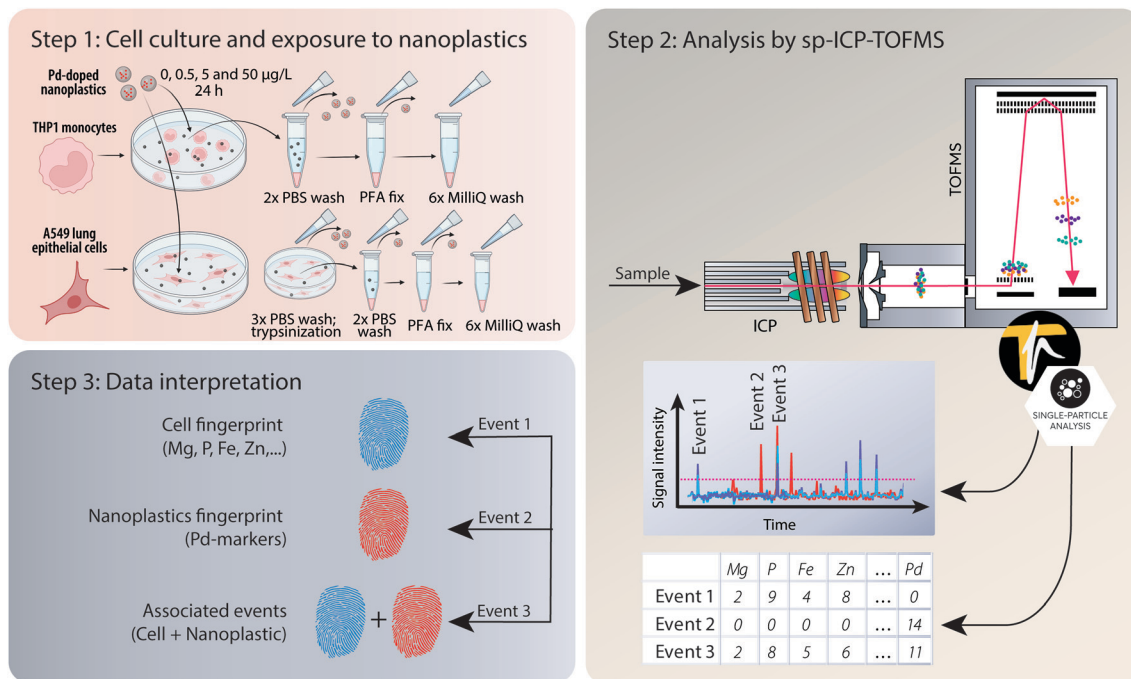 Step 1: Cell culture and exposure to nanoplastics
Pd-doped
nanoplastics
0, 0.5, 5 and 50 µg/L
24 h
THP1 monocytes
2x PBS wash
PFA fix
6x MilliQ wash
A549 lung
epithelial cells
3x PBS wash;
trypsinization
2x PBS
wash
PFA fix
6x MilliQ wash
Step 2: Analysis by sp-ICP-TOFMS
TOFMS
Sample
ICP
SINGLE-PARTICLE
ANALYSIS
Signal intensity
Event 1
Event 2
Event 3
Time
Mg P Fe Zn ... Pd
Event 1 2 9 4 8 ... 0
Event 2 0 0 0 0 ... 14
Event 3 2 8 5 6 ... 11
Step 3: Data interpretation
Cell fingerprint
(Mg, P, Fe, Zn,...)
Event 1
Nanoplastics fingerprint
(Pd-markers)
Event 2
Associated events
(Cell + Nanoplastic)
+
Event 3